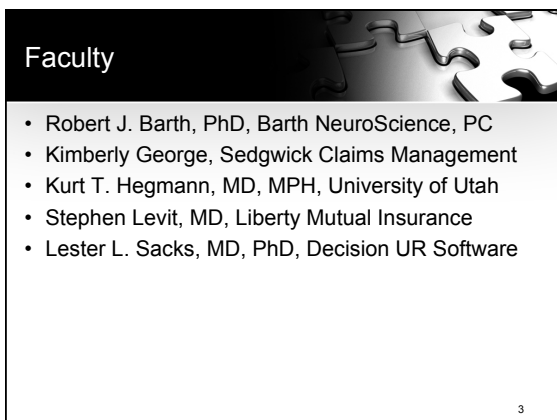 Faculty
• Robert J. Barth, PhD, Barth NeuroScience, PC
• Kimberly George, Sedgwick Claims Management
• Kurt T. Hegmann, MD, MPH, University of Utah
• Stephen Levit, MD, Liberty Mutual Insurance
• Lester L. Sacks, MD, PhD, Decision UR Software
3